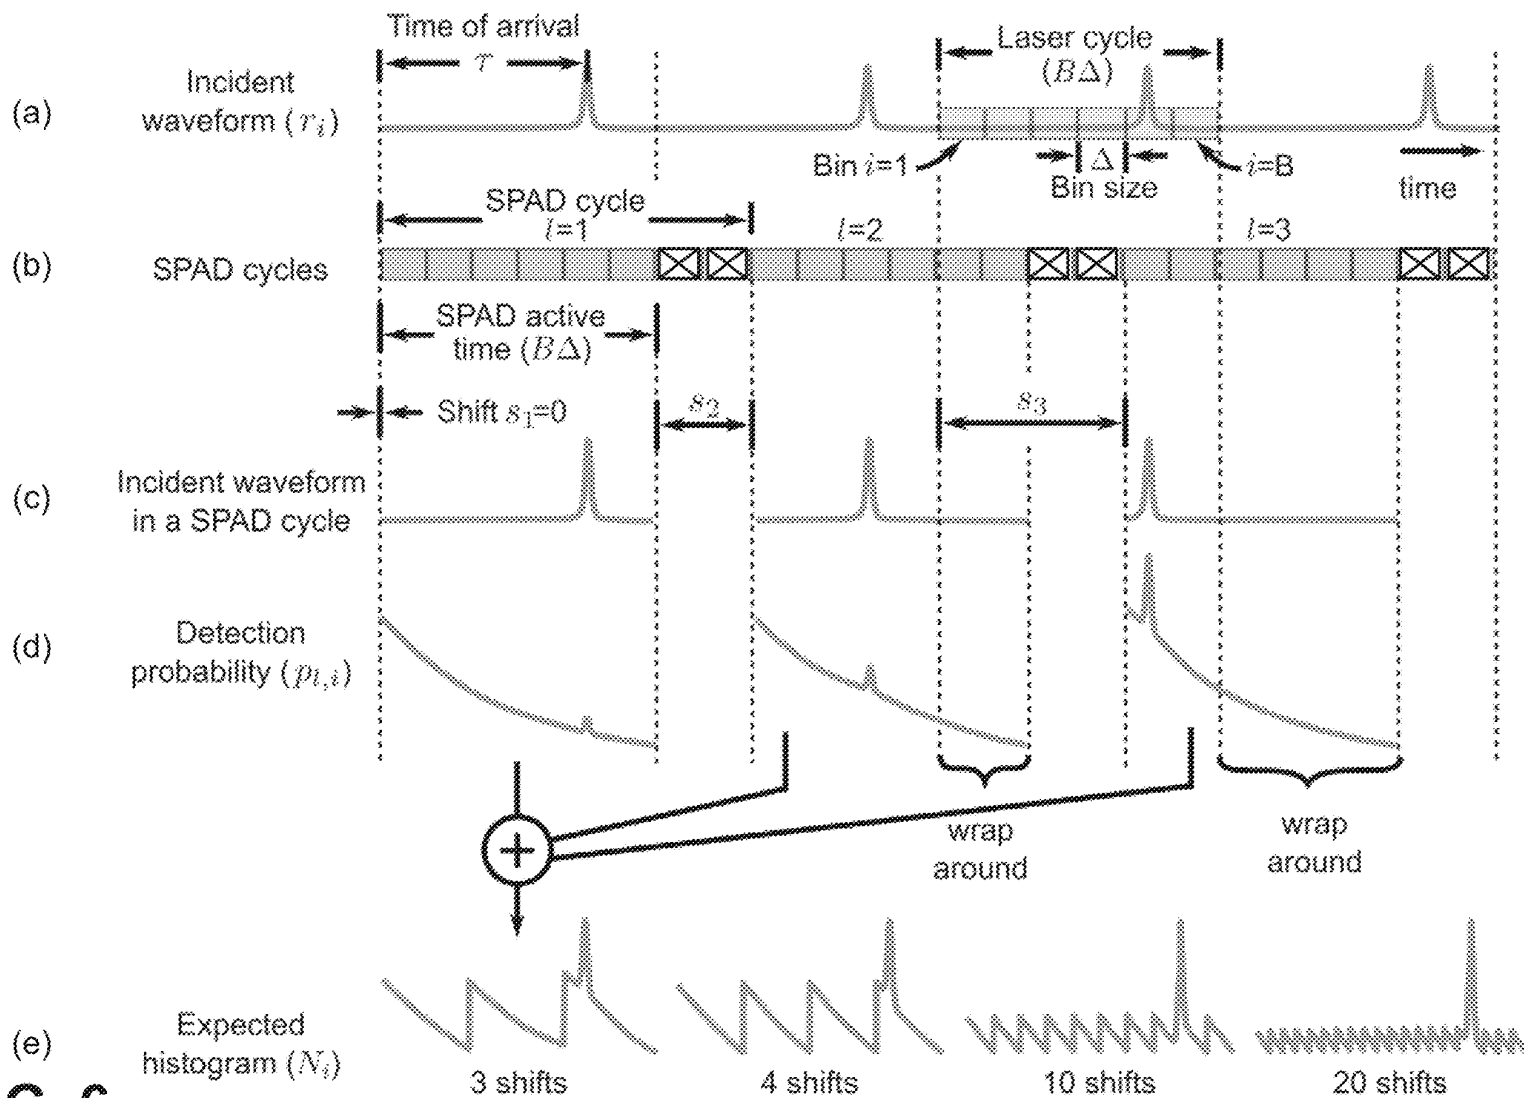 Time of arrival
τ
Laser cycle
(BΔ)
(a)
Incident
waveform (r_i)
Bin i=1
Δ
Bin size
i=B
time
SPAD cycle
l=1
l=2
l=3
(b)
SPAD cycles
SPAD active
time (BΔ)
Shift s_1=0
s_2
s_3
(c)
Incident waveform
in a SPAD cycle
(d)
Detection
probability (p_{l,i})
+
wrap
around
wrap
around
(e)
Expected
histogram (N_i)
3 shifts
4 shifts
10 shifts
20 shifts